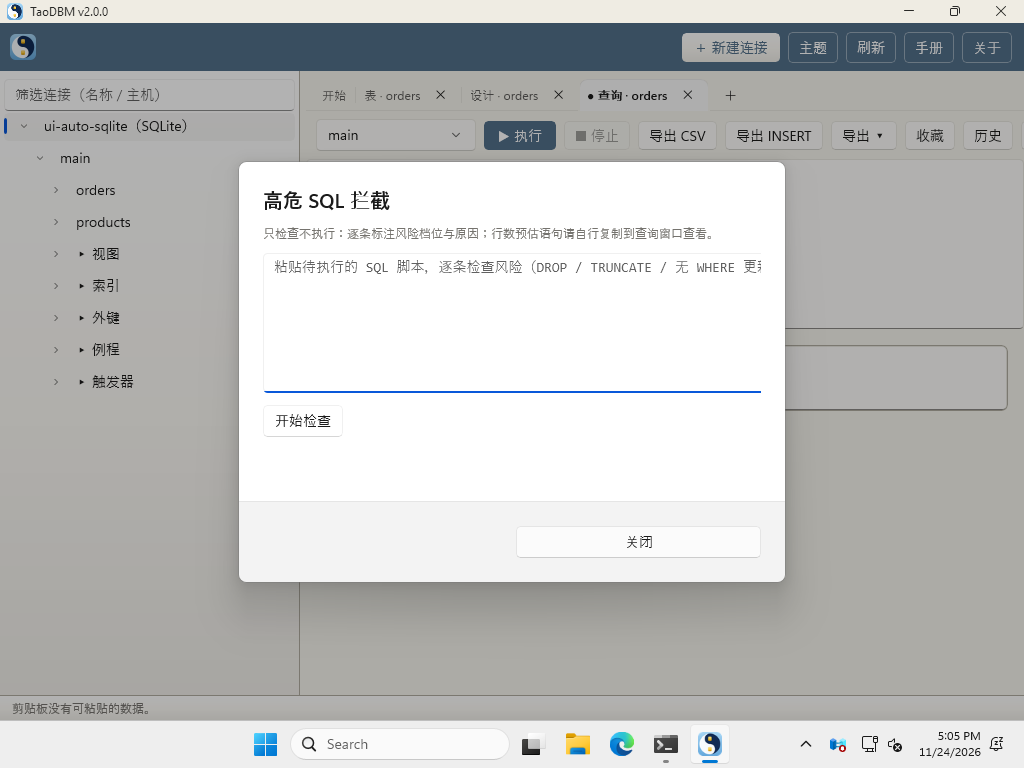 TaoDBM v2.0.0
+ 新建连接
主题
刷新
手册
关于
筛选连接（名称 / 主机）
开始
表 · orders
设计 · orders
● 查询 · orders
ui-auto-sqlite（SQLite）
main
执行
停止
导出 CSV
导出 INSERT
导出
收藏
历史
main
orders
products
视图
索引
外键
例程
触发器
高危 SQL 拦截
只检查不执行：逐条标注风险档位与原因；行数预估语句请自行复制到查询窗口查看。
粘贴待执行的 SQL 脚本，逐条检查风险（DROP / TRUNCATE / 无 WHERE 更
开始检查
关闭
剪贴板没有可粘贴的数据。
Search
5:05 PM
11/24/2026